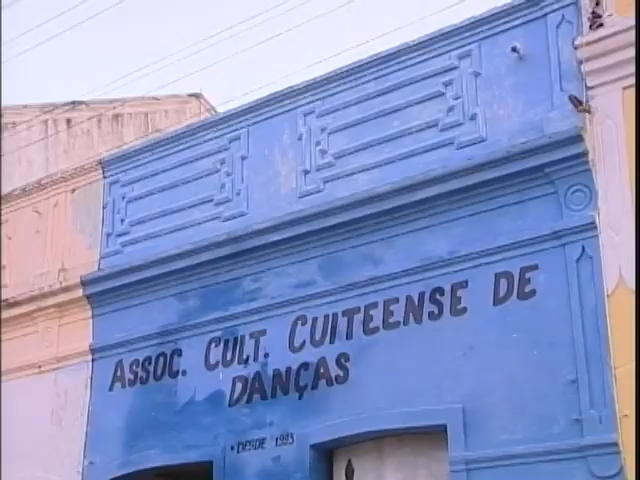 ASSOC. CULT. CUITEENSE DE
DANÇAS
DESDE 1993